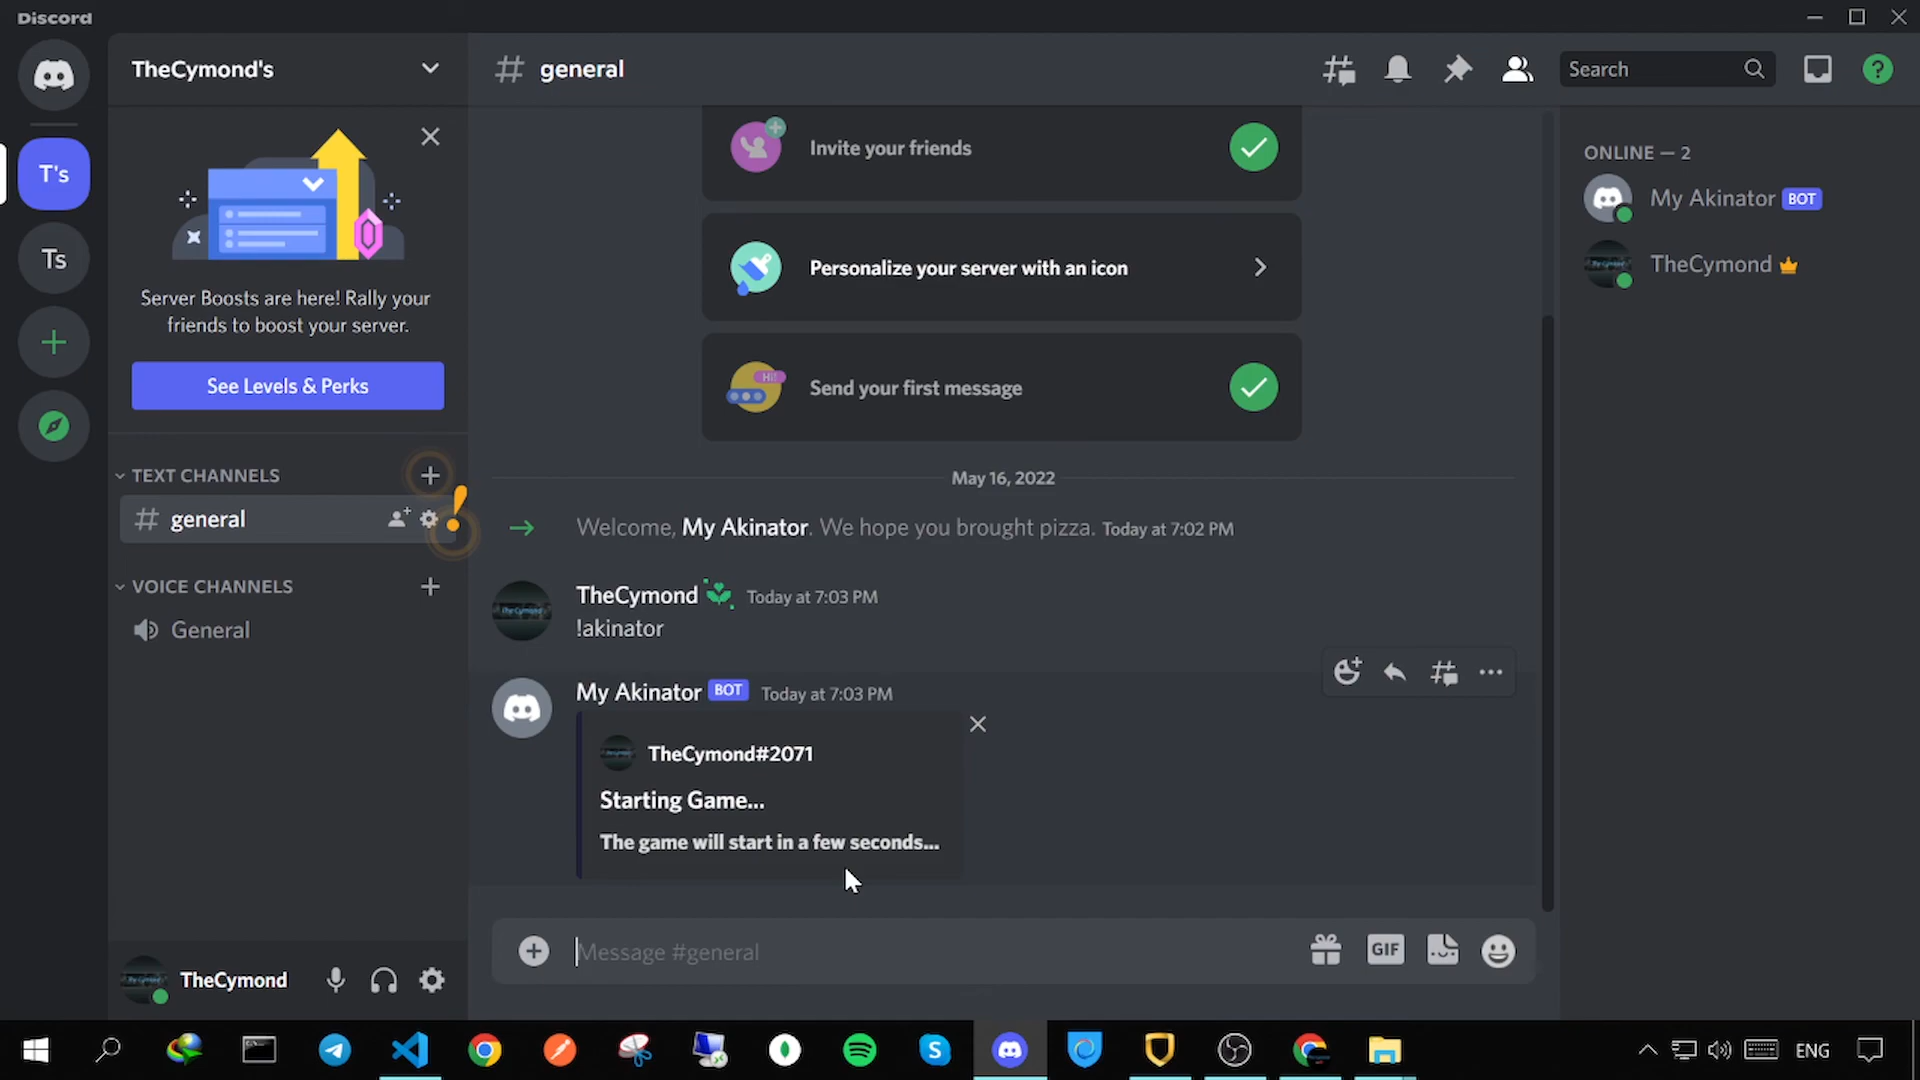 Discord
TheCymond's
general
Search
T's
Ts
Server Boosts are here! Rally your
friends to boost your server.
See Levels & Perks
TEXT CHANNELS
general
VOICE CHANNELS
General
TheCymond
Invite your friends
Personalize your server with an icon
Hi!
Send your first message
May 16, 2022
Welcome, My Akinator. We hope you brought pizza. Today at 7:02 PM
TheCymond Today at 7:03 PM
!akinator
My Akinator BOT Today at 7:03 PM
TheCymond#2071
Starting Game...
The game will start in a few seconds...
Message #general
GIF
ONLINE — 2
My Akinator BOT
TheCymond
ENG